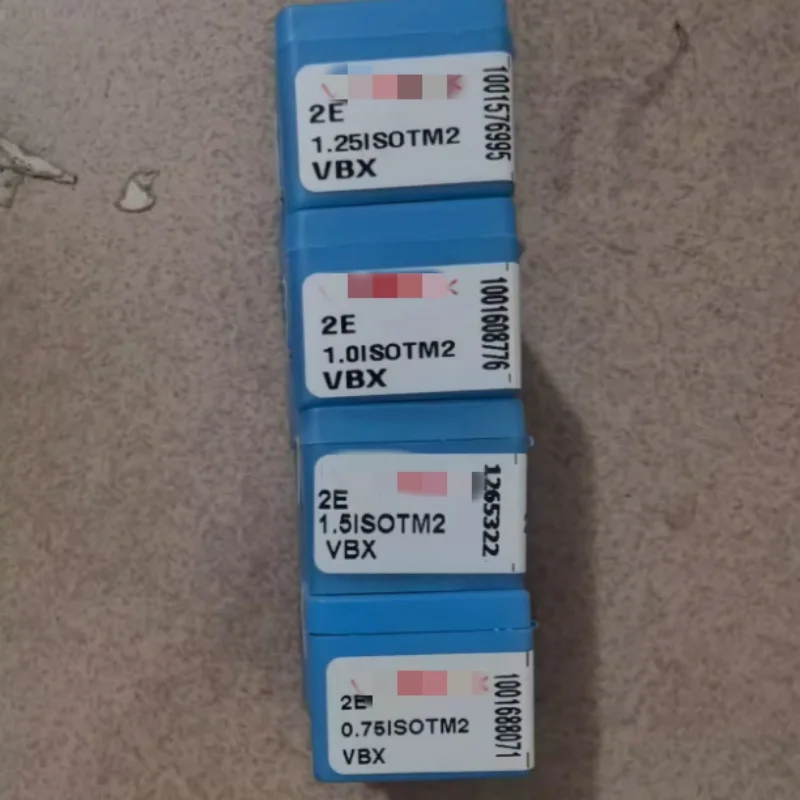 2E
1.25ISOTM2
VBX
1001576995
2E
1.0ISOTM2
VBX
1001608776
2E
1.5ISOTM2
VBX
1265322
2E
0.75ISOTM2
VBX
1001688071